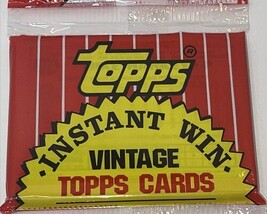 topps®
·INSTANT WIN·
VINTAGE
TOPPS CARDS